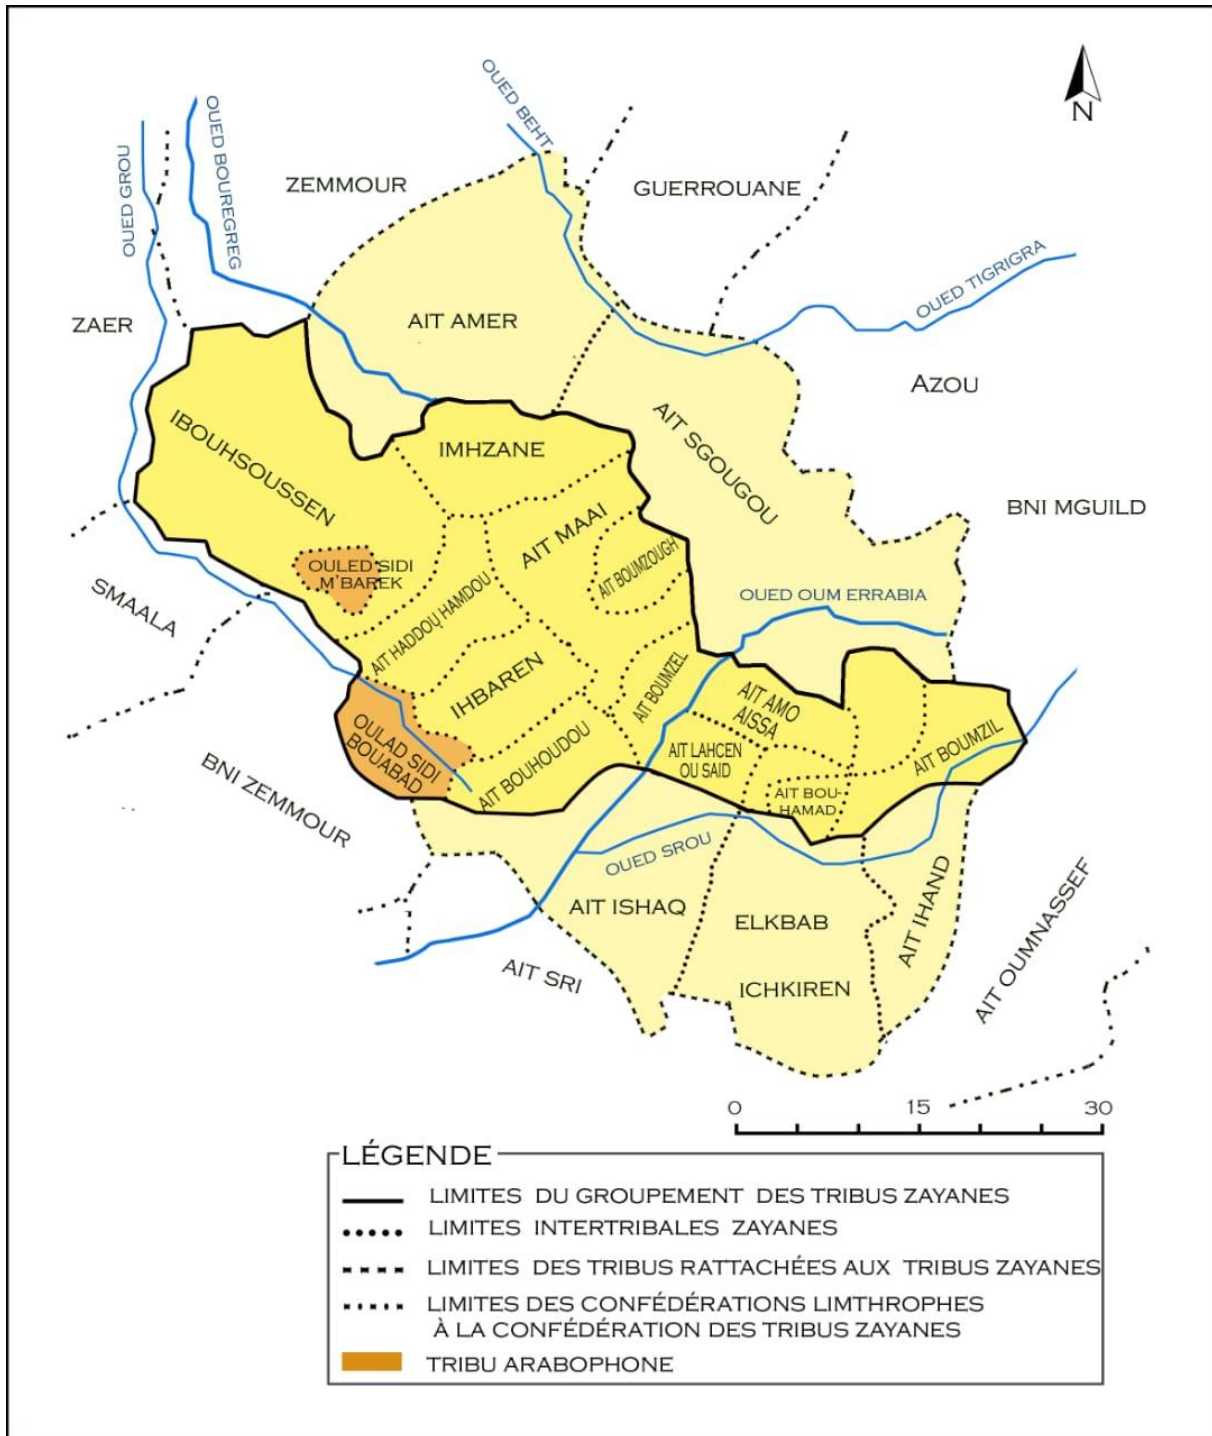 N
OUED BEHT
OUED BOUREGREG
OUED GROU
ZEMMOUR
GUERROUANE
OUED TIGRIGRA
ZAER
AIT AMER
AZOU
AIT SGOUGOU
IBOUHSOUSSEN
IMHZANE
BNI MGUILD
AIT MAAI
AIT BOUMZOUGH
OULED SIDI
M'BAREK
SMAALA
AIT HADDOU HAMDOU
OUED OUM ERRABIA
IHBAREN
AIT BOUMZEL
AIT AMO
AISSA
OULAD SIDI
BOUABAD
AIT BOUHOUDOU
AIT LAHCEN
OU SAID
AIT BOUMZIL
AIT BOU-
HAMAD
BNI ZEMMOUR
OUED SROU
AIT ISHAQ
ELKBAB
AIT IHAND
AIT OUMNASSEF
AIT SRI
ICHKIREN
0 15 30
LÉGENDE
LIMITES DU GROUPEMENT DES TRIBUS ZAYANES
LIMITES INTERTRIBALES ZAYANES
LIMITES DES TRIBUS RATTACHÉES AUX TRIBUS ZAYANES
LIMITES DES CONFÉDÉRATIONS LIMTHROPHES
À LA CONFÉDÉRATION DES TRIBUS ZAYANES
TRIBU ARABOPHONE